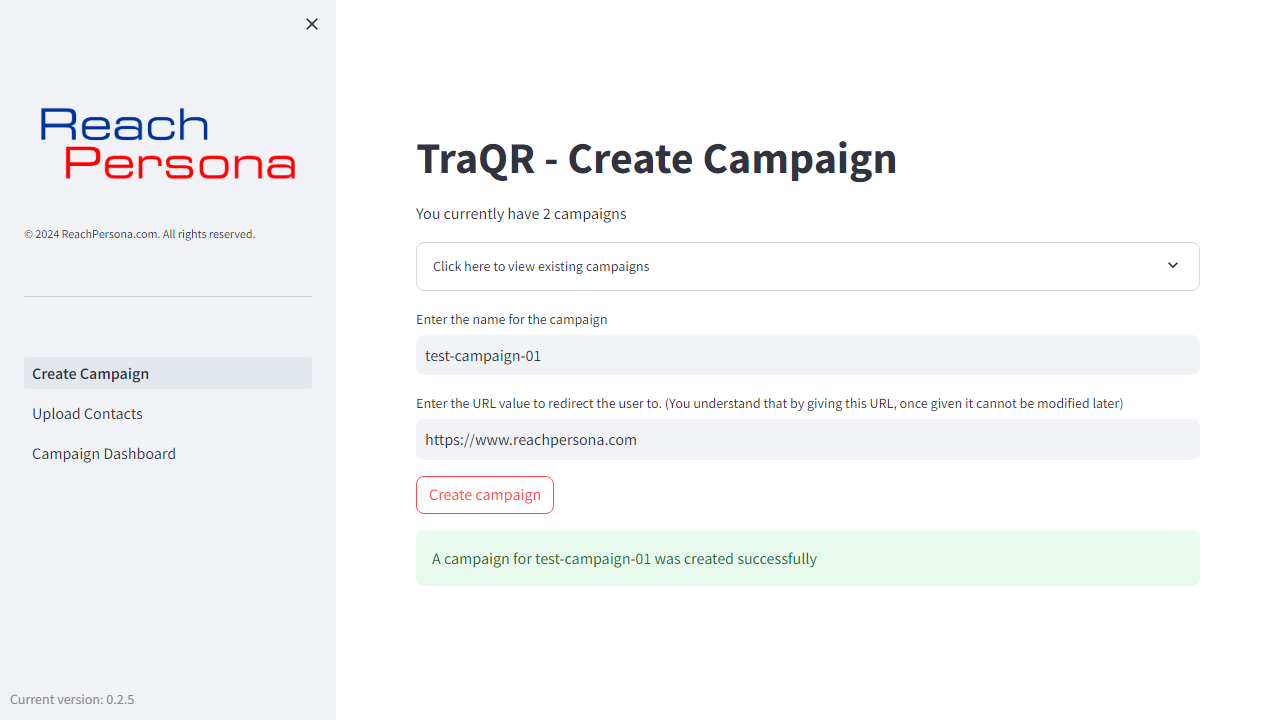 Reach
Persona
© 2024 ReachPersona.com. All rights reserved.
Create Campaign
Upload Contacts
Campaign Dashboard
Current version: 0.2.5
TraQR - Create Campaign
You currently have 2 campaigns
Click here to view existing campaigns
Enter the name for the campaign
test-campaign-01
Enter the URL value to redirect the user to. (You understand that by giving this URL, once given it cannot be modified later)
https://www.reachpersona.com
Create campaign
A campaign for test-campaign-01 was created successfully